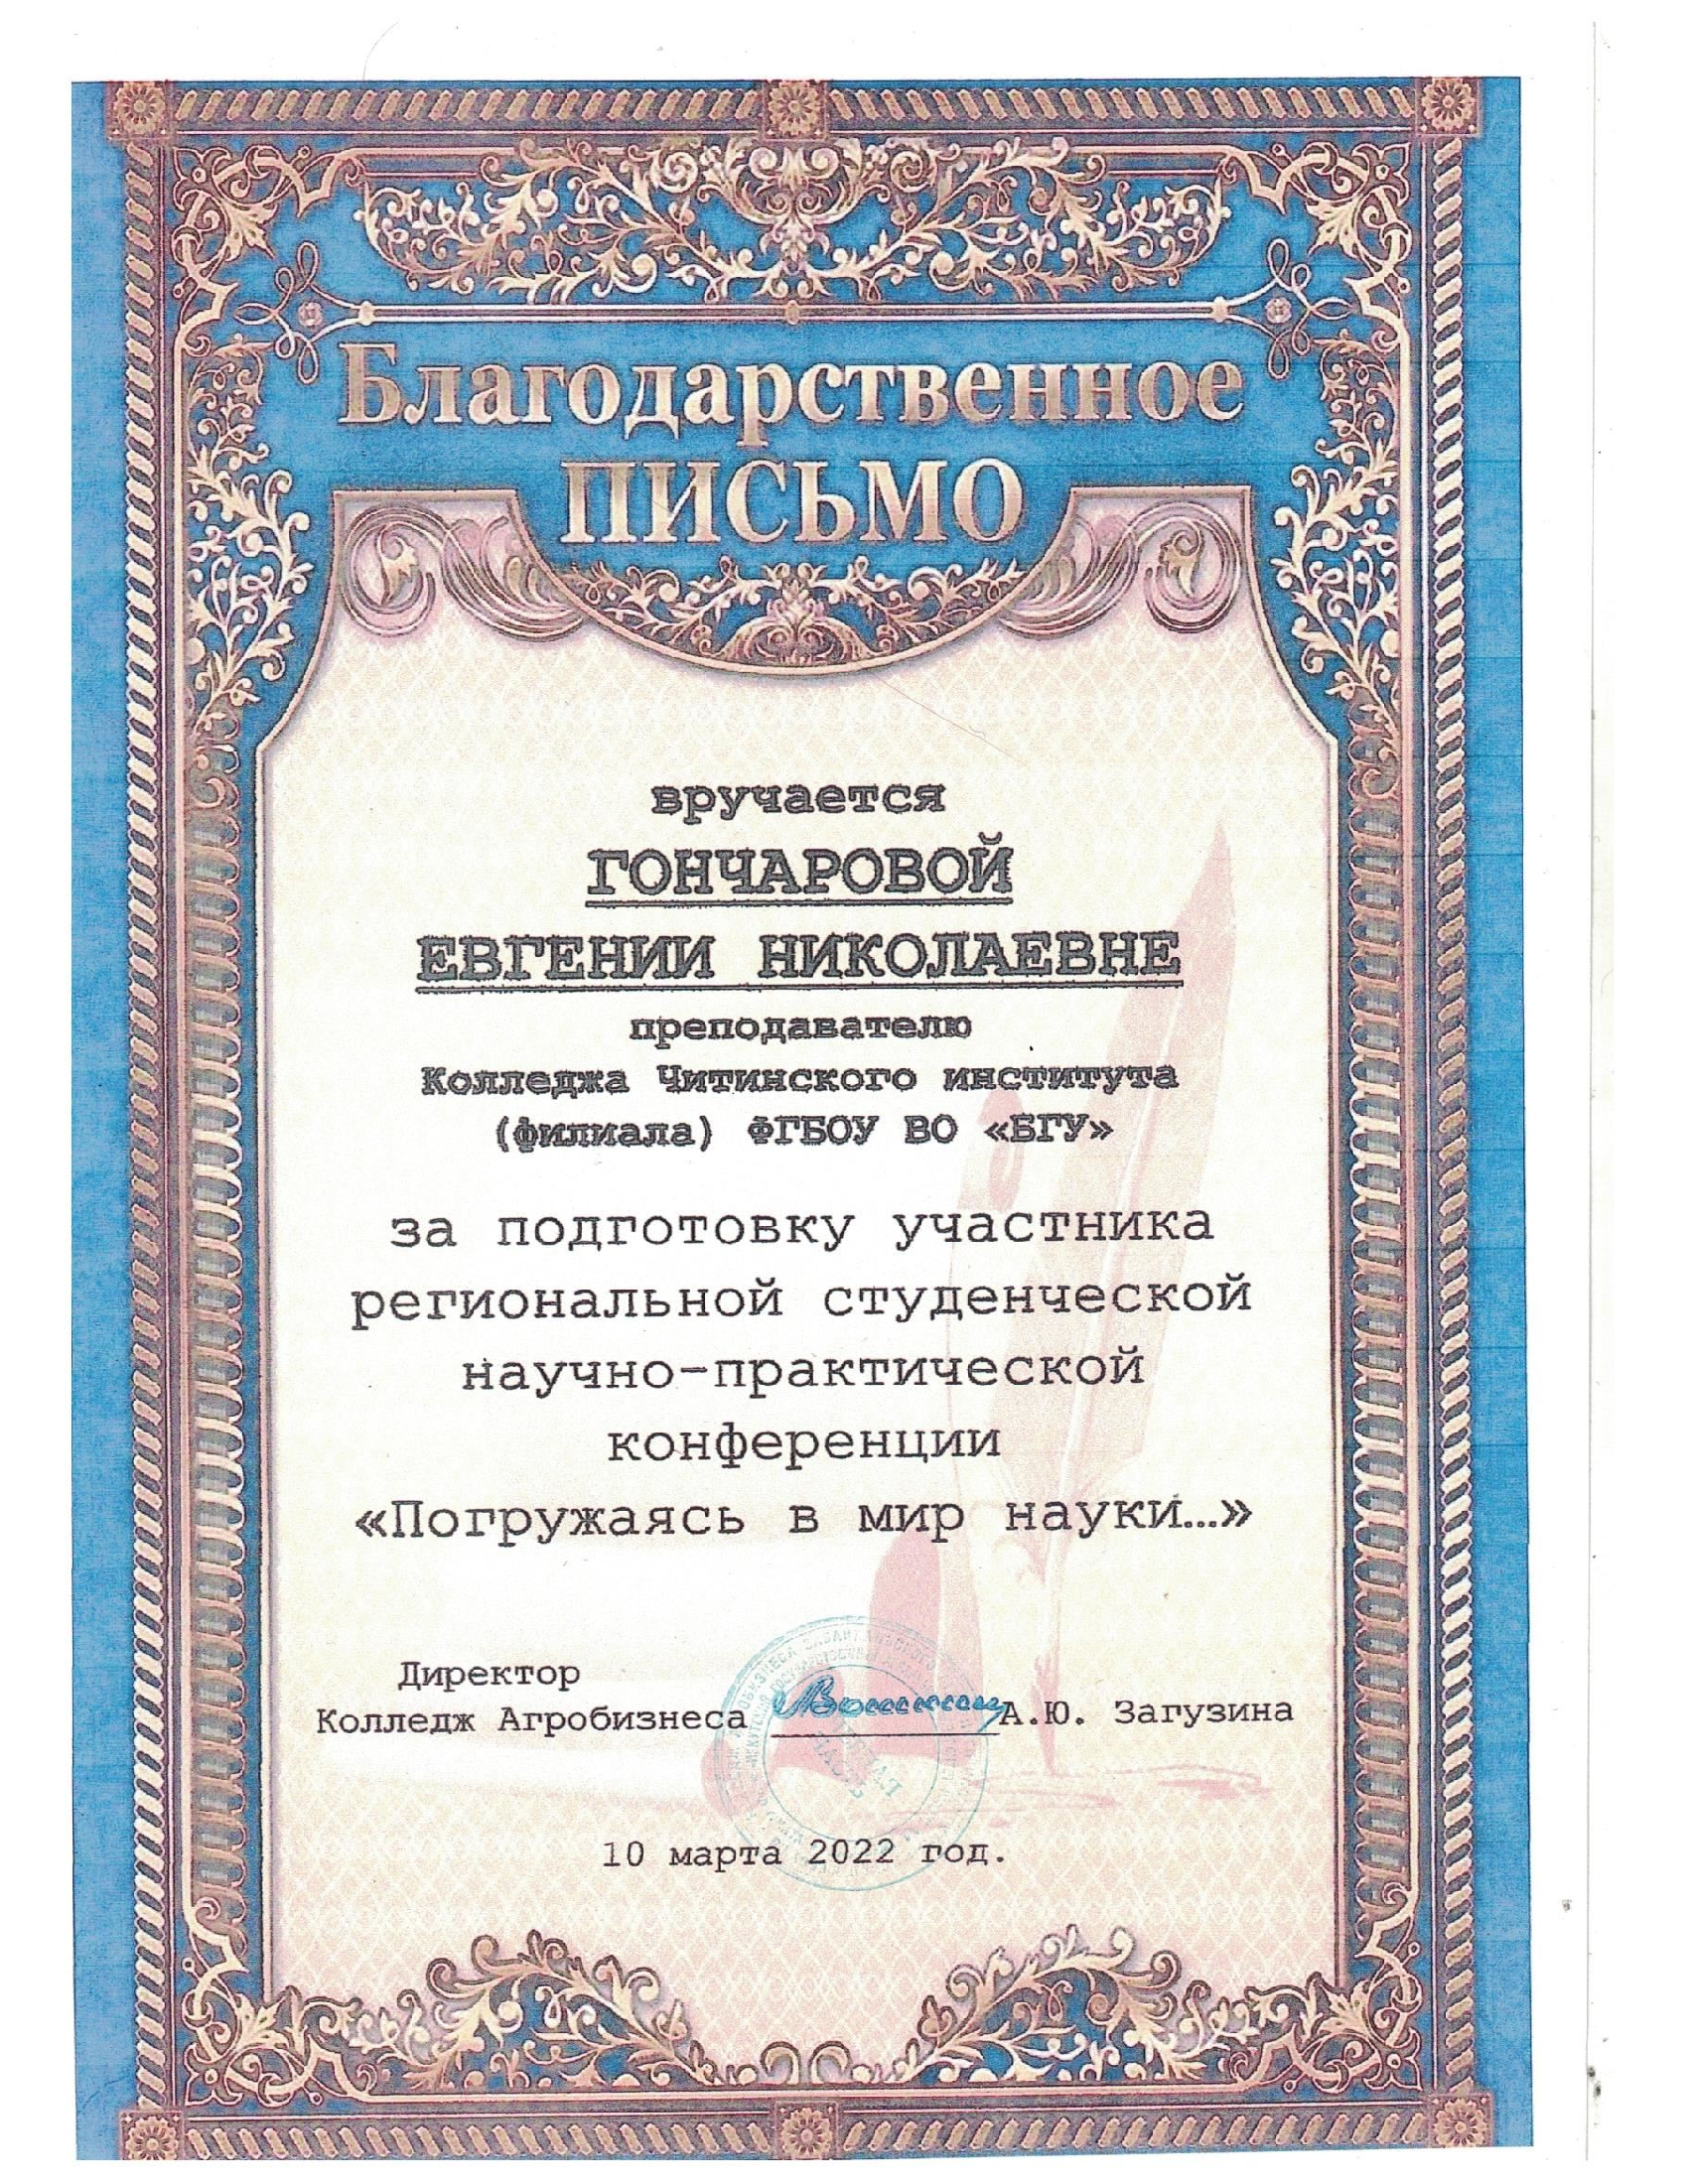 Благодарственное
ПИСЬМО
вручается
ГОНЧАРОВОЙ
ЕВГЕНИИ НИКОЛАЕВНЕ
преподавателю
Колледжа Читинского института
(филиала) ФГБОУ ВО «БГУ»
за подготовку участника
региональной студенческой
научно-практической
конференции
«Погружаясь в мир науки…»
Директор
Колледж Агробизнеса А.Ю. Загузина
10 марта 2022 год.